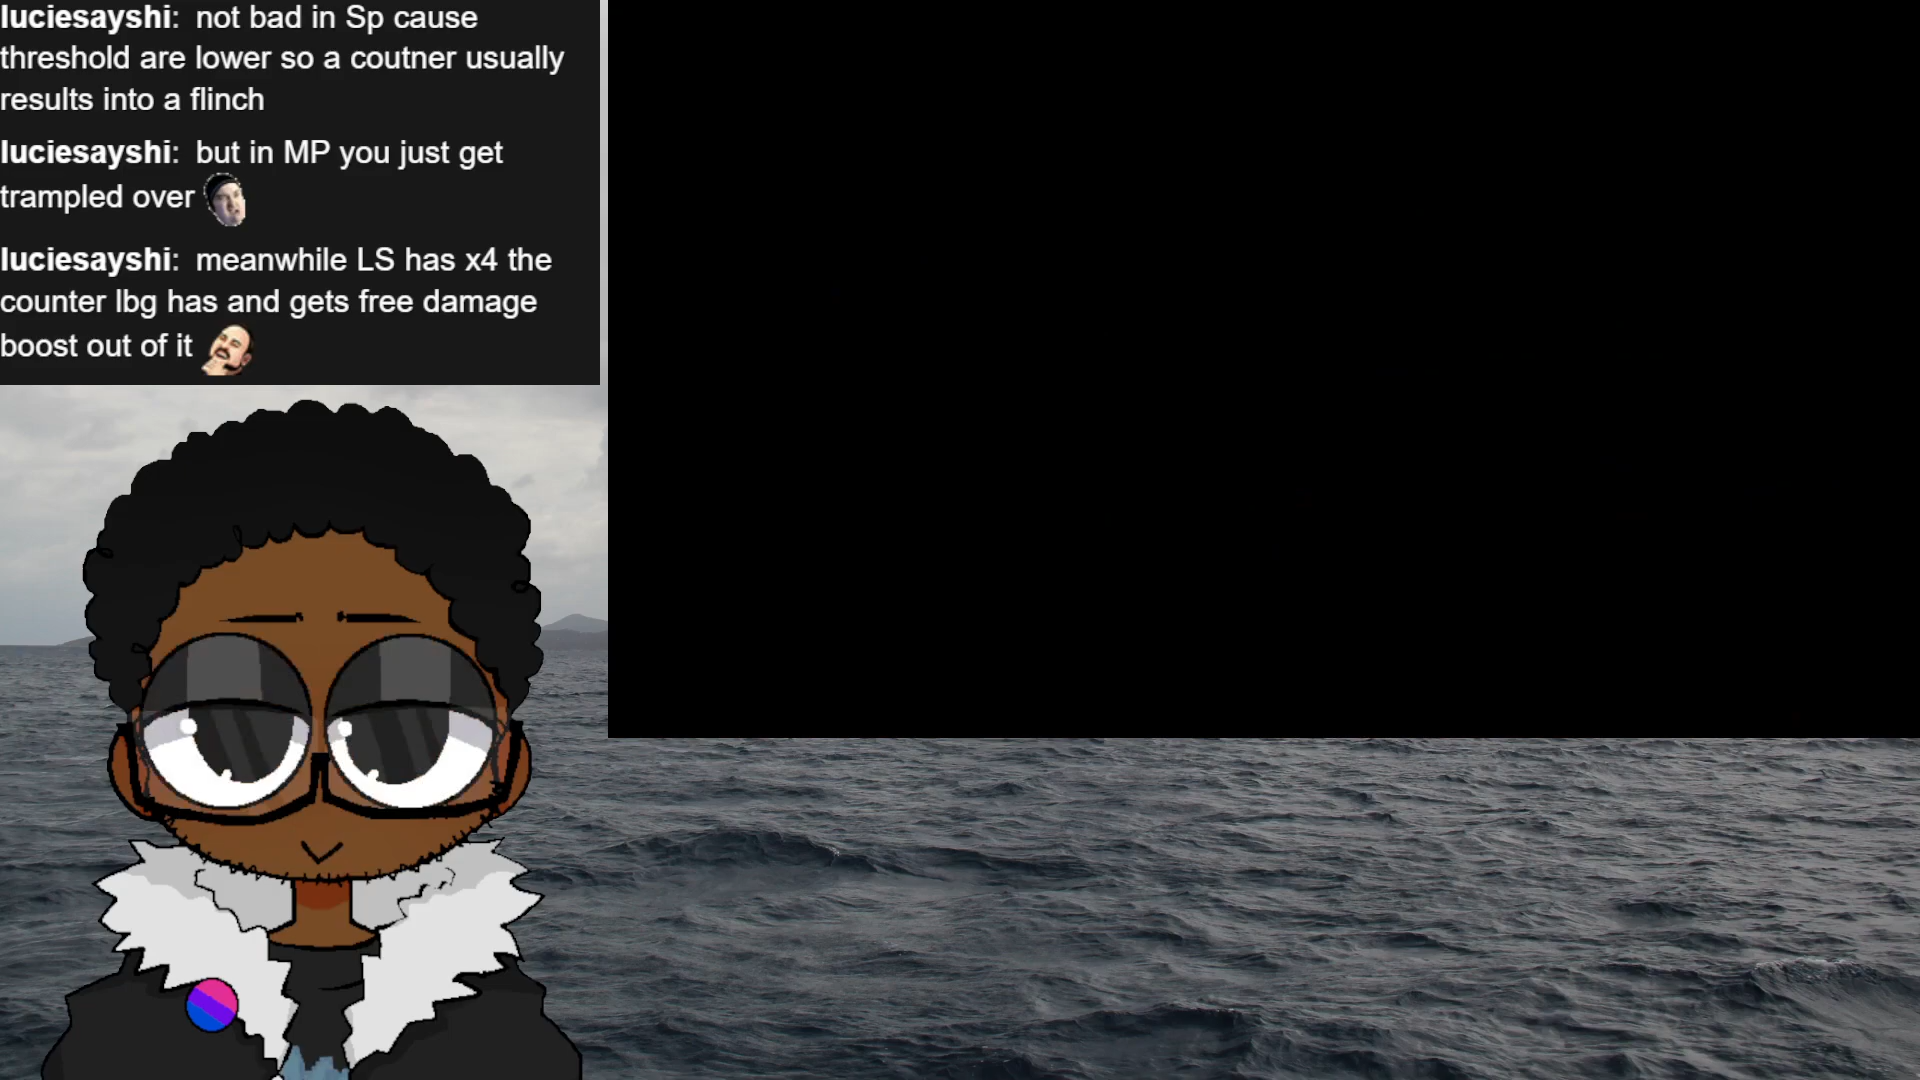 luciesayshi: not bad in Sp cause
threshold are lower so a coutner usually
results into a flinch
luciesayshi: but in MP you just get
trampled over
luciesayshi: meanwhile LS has x4 the
counter lbg has and gets free damage
boost out of it